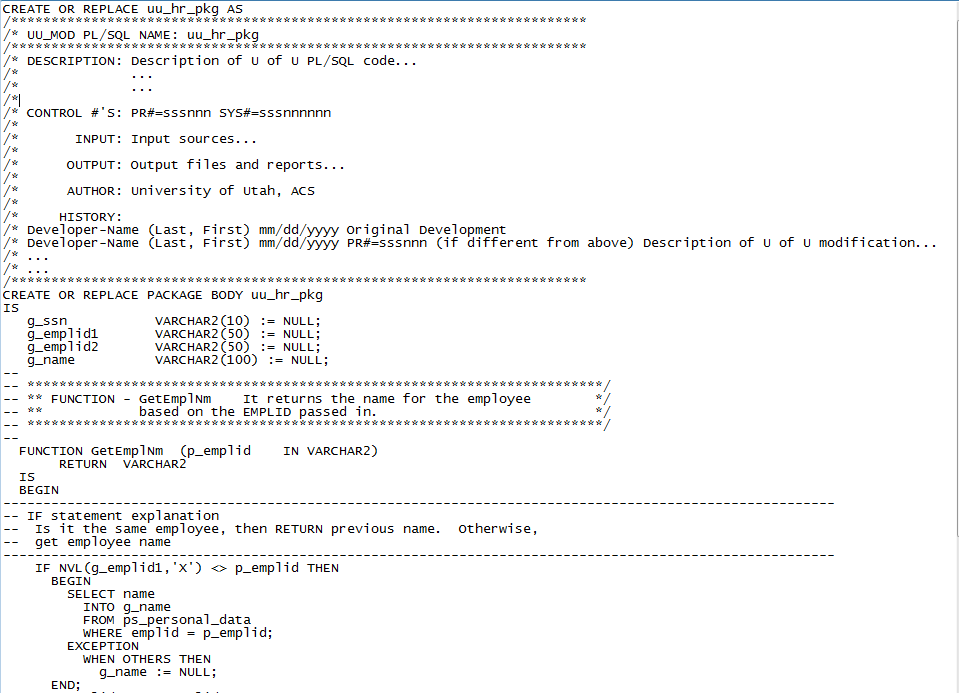 CREATE OR REPLACE uu_hr_pkg AS
/************************************************************************
/* UU_MOD PL/SQL NAME: uu_hr_pkg
/************************************************************************
/* DESCRIPTION: Description of U of U PL/SQL code...
/*              ...
/*              ...
/*
/* CONTROL #'S: PR#=sssnnn SYS#=sssnnnnnn
/*
/*       INPUT: Input sources...
/*
/*      OUTPUT: Output files and reports...
/*
/*      AUTHOR: University of Utah, ACS
/*
/*     HISTORY:
/* Developer-Name (Last, First) mm/dd/yyyy Original Development
/* Developer-Name (Last, First) mm/dd/yyyy PR#=sssnnn (if different from above) Description of U of U modification...
/* ...
/* ...
/************************************************************************
CREATE OR REPLACE PACKAGE BODY uu_hr_pkg
IS
   g_ssn           VARCHAR2(10) := NULL;
   g_emplid1       VARCHAR2(50) := NULL;
   g_emplid2       VARCHAR2(50) := NULL;
   g_name          VARCHAR2(100) := NULL;
--
-- ************************************************************************/
-- ** FUNCTION - GetEmplNm    It returns the name for the employee        */
-- **            based on the EMPLID passed in.                           */
-- ************************************************************************/
--
  FUNCTION GetEmplNm  (p_emplid    IN VARCHAR2)
       RETURN  VARCHAR2
  IS
  BEGIN
--------------------------------------------------------------------------------------------------------
-- IF statement explanation
--  Is it the same employee, then RETURN previous name.  Otherwise,
--  get employee name
--------------------------------------------------------------------------------------------------------
    IF NVL(g_emplid1,'X') <> p_emplid THEN
      BEGIN
        SELECT name
          INTO g_name
          FROM ps_personal_data
          WHERE emplid = p_emplid;
        EXCEPTION
          WHEN OTHERS THEN
            g_name := NULL;
      END;